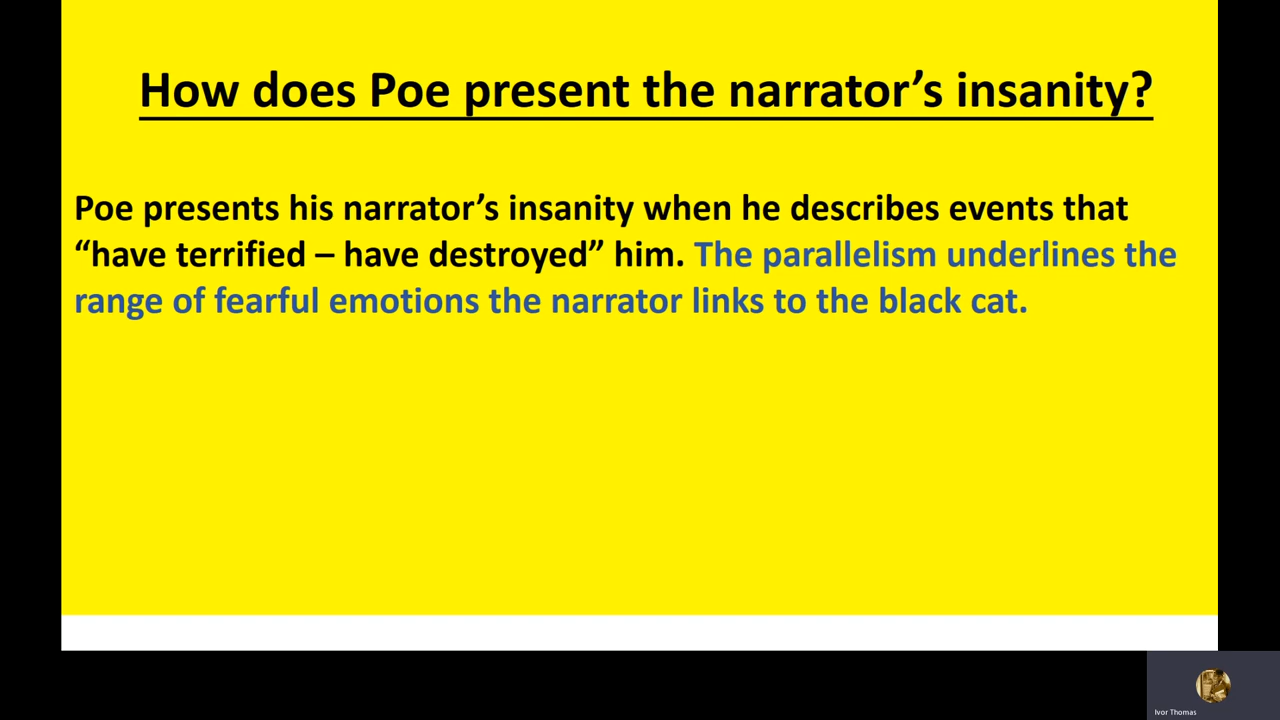 How does Poe present the narrator’s insanity?
Poe presents his narrator’s insanity when he describes events that
“have terrified – have destroyed” him. The parallelism underlines the
range of fearful emotions the narrator links to the black cat.
Ivor Thomas